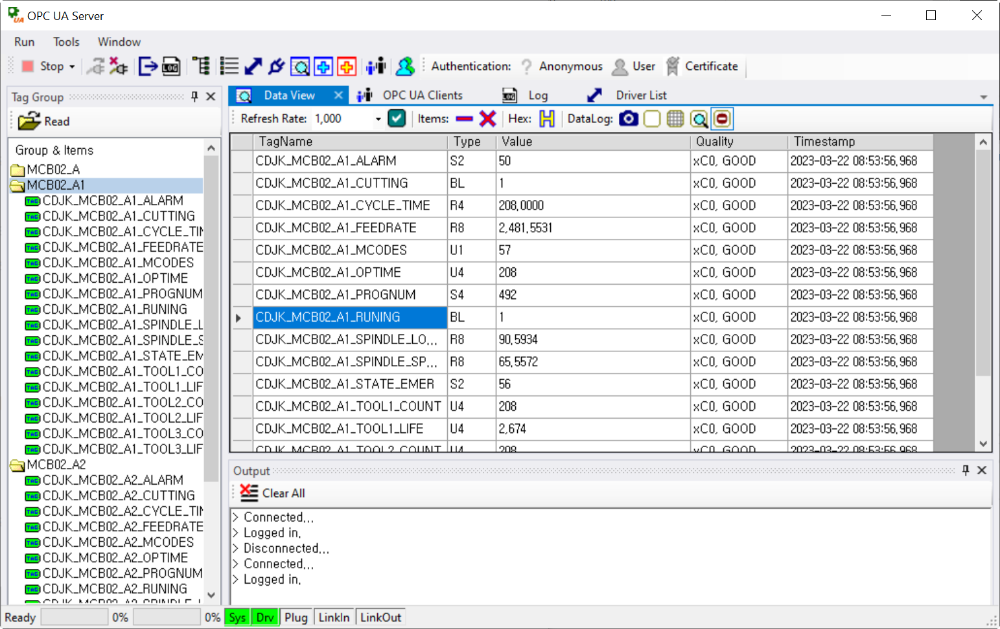 OPC UA Server
Run Tools Window
Stop Authentication: ? Anonymous User Certificate
Tag Group
Read
Group & Items
MCB02_A
MCB02_A1
CDJK_MCB02_A1_ALARM
CDJK_MCB02_A1_CUTTING
CDJK_MCB02_A1_CYCLE_TIM
CDJK_MCB02_A1_FEEDRATE
CDJK_MCB02_A1_MCODES
CDJK_MCB02_A1_OPTIME
CDJK_MCB02_A1_PROGNUM
CDJK_MCB02_A1_RUNING
CDJK_MCB02_A1_SPINDLE_L
CDJK_MCB02_A1_SPINDLE_S
CDJK_MCB02_A1_STATE_EM
CDJK_MCB02_A1_TOOL1_CO
CDJK_MCB02_A1_TOOL1_LIF
CDJK_MCB02_A1_TOOL2_CO
CDJK_MCB02_A1_TOOL2_LIF
CDJK_MCB02_A1_TOOL3_CO
CDJK_MCB02_A1_TOOL3_LIF
MCB02_A2
CDJK_MCB02_A2_ALARM
CDJK_MCB02_A2_CUTTING
CDJK_MCB02_A2_CYCLE_TIM
CDJK_MCB02_A2_FEEDRATE
CDJK_MCB02_A2_MCODES
CDJK_MCB02_A2_OPTIME
CDJK_MCB02_A2_PROGNUM
CDJK_MCB02_A2_RUNING
CDJK_MCB02_A2_SPINDLE_L
Data View OPC UA Clients Log Driver List
Refresh Rate: 1,000 Items: Hex: H DataLog:
TagName Type Value Quality Timestamp
CDJK_MCB02_A1_ALARM S2 50 xC0, GOOD 2023-03-22 08:53:56,968
CDJK_MCB02_A1_CUTTING BL 1 xC0, GOOD 2023-03-22 08:53:56,968
CDJK_MCB02_A1_CYCLE_TIME R4 208,0000 xC0, GOOD 2023-03-22 08:53:56,968
CDJK_MCB02_A1_FEEDRATE R8 2,481,5531 xC0, GOOD 2023-03-22 08:53:56,968
CDJK_MCB02_A1_MCODES U1 57 xC0, GOOD 2023-03-22 08:53:56,968
CDJK_MCB02_A1_OPTIME U4 208 xC0, GOOD 2023-03-22 08:53:56,968
CDJK_MCB02_A1_PROGNUM S4 492 xC0, GOOD 2023-03-22 08:53:56,968
CDJK_MCB02_A1_RUNING BL 1 xC0, GOOD 2023-03-22 08:53:56,968
CDJK_MCB02_A1_SPINDLE_LO,,, R8 90,5934 xC0, GOOD 2023-03-22 08:53:56,968
CDJK_MCB02_A1_SPINDLE_SP,,, R8 65,5572 xC0, GOOD 2023-03-22 08:53:56,968
CDJK_MCB02_A1_STATE_EMER S2 56 xC0, GOOD 2023-03-22 08:53:56,968
CDJK_MCB02_A1_TOOL1_COUNT U4 208 xC0, GOOD 2023-03-22 08:53:56,968
CDJK_MCB02_A1_TOOL1_LIFE U4 2,674 xC0, GOOD 2023-03-22 08:53:56,968
CDJK_MCB02_A1_TOOL2_COUNT U4 208 xC0, GOOD 2023-03-22 08:53:56,968
Output
Clear All
> Connected,,,
> Logged in,
> Disconnected,,,
> Connected,,,
> Logged in,
Ready 0% 0% Sys Drv Plug LinkIn LinkOut